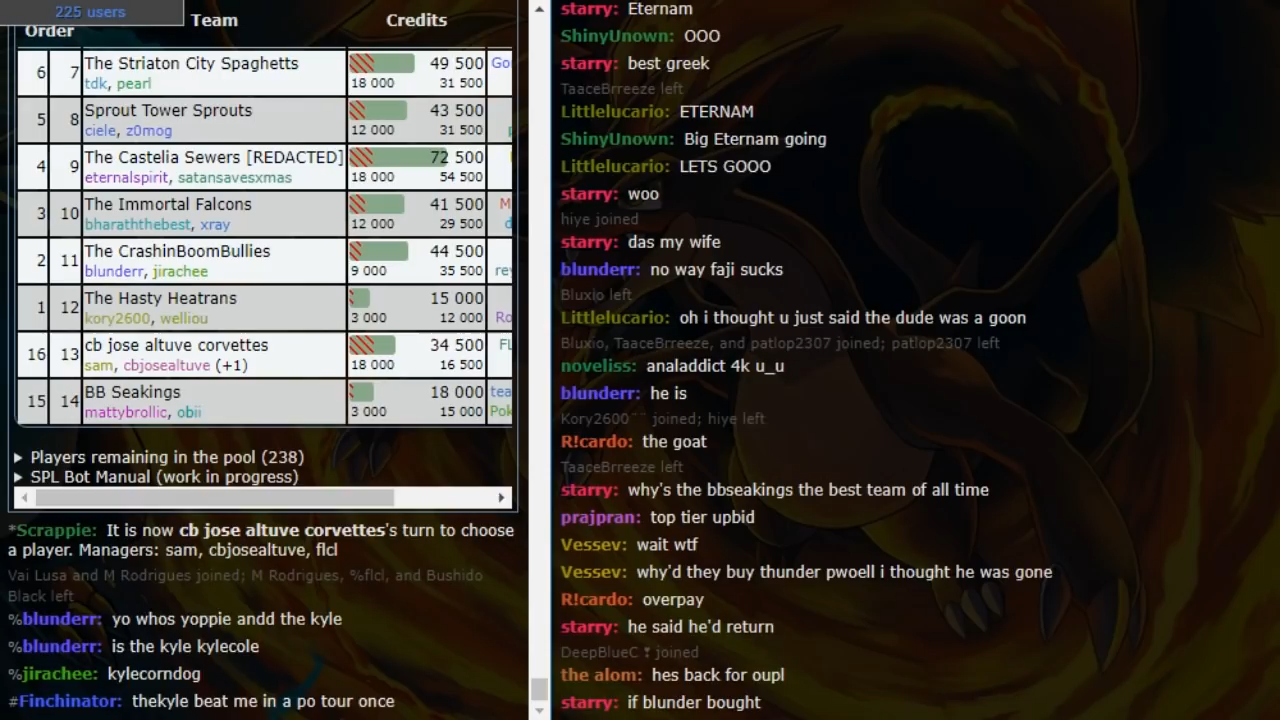 225 users
Order Team Credits
6 7 The Striaton City Spaghetts 49 500
tdk, pearl 18 000 31 500
5 8 Sprout Tower Sprouts 43 500
ciele, z0mog 12 000 31 500
4 9 The Castelia Sewers [REDACTED] 72 500
eternalspirit, satansavesxmas 18 000 54 500
3 10 The Immortal Falcons 41 500
bharaththebest, xray 12 000 29 500
2 11 The CrashinBoomBullies 44 500
blunderr, jirachee 9 000 35 500
1 12 The Hasty Heatrans 15 000
kory2600, welliou 3 000 12 000
16 13 cb jose altuve corvettes 34 500
sam, cbjosealtuve (+1) 18 000 16 500
15 14 BB Seakings 18 000
mattybrollic, obii 3 000 15 000
Players remaining in the pool (238)
SPL Bot Manual (work in progress)
*Scrappie: It is now cb jose altuve corvettes's turn to choose
a player. Managers: sam, cbjosealtuve, flcl
Vai Lusa and M Rodrigues joined; M Rodrigues, %flcl, and Bushido
Black left
%blunderr: yo whos yoppie andd the kyle
%blunderr: is the kyle kylecole
%jirachee: kylecorndog
#Finchinator: thekyle beat me in a po tour once
starry: Eternam
ShinyUnown: OOO
starry: best greek
TaaceBrreeze left
Littlelucario: ETERNAM
ShinyUnown: Big Eternam going
Littlelucario: LETS GOOO
starry: woo
hiye joined
starry: das my wife
blunderr: no way faji sucks
Bluxio left
Littlelucario: oh i thought u just said the dude was a goon
Bluxio, TaaceBrreeze, and patlop2307 joined; patlop2307 left
noveliss: analaddict 4k u_u
blunderr: he is
Kory2600^^ joined; hiye left
R!cardo: the goat
TaaceBrreeze left
starry: why's the bbseakings the best team of all time
prajpran: top tier upbid
Vessev: wait wtf
Vessev: why'd they buy thunder pwoell i thought he was gone
R!cardo: overpay
starry: he said he'd return
DeepBlueC ❢ joined
the alom: hes back for oupl
starry: if blunder bought